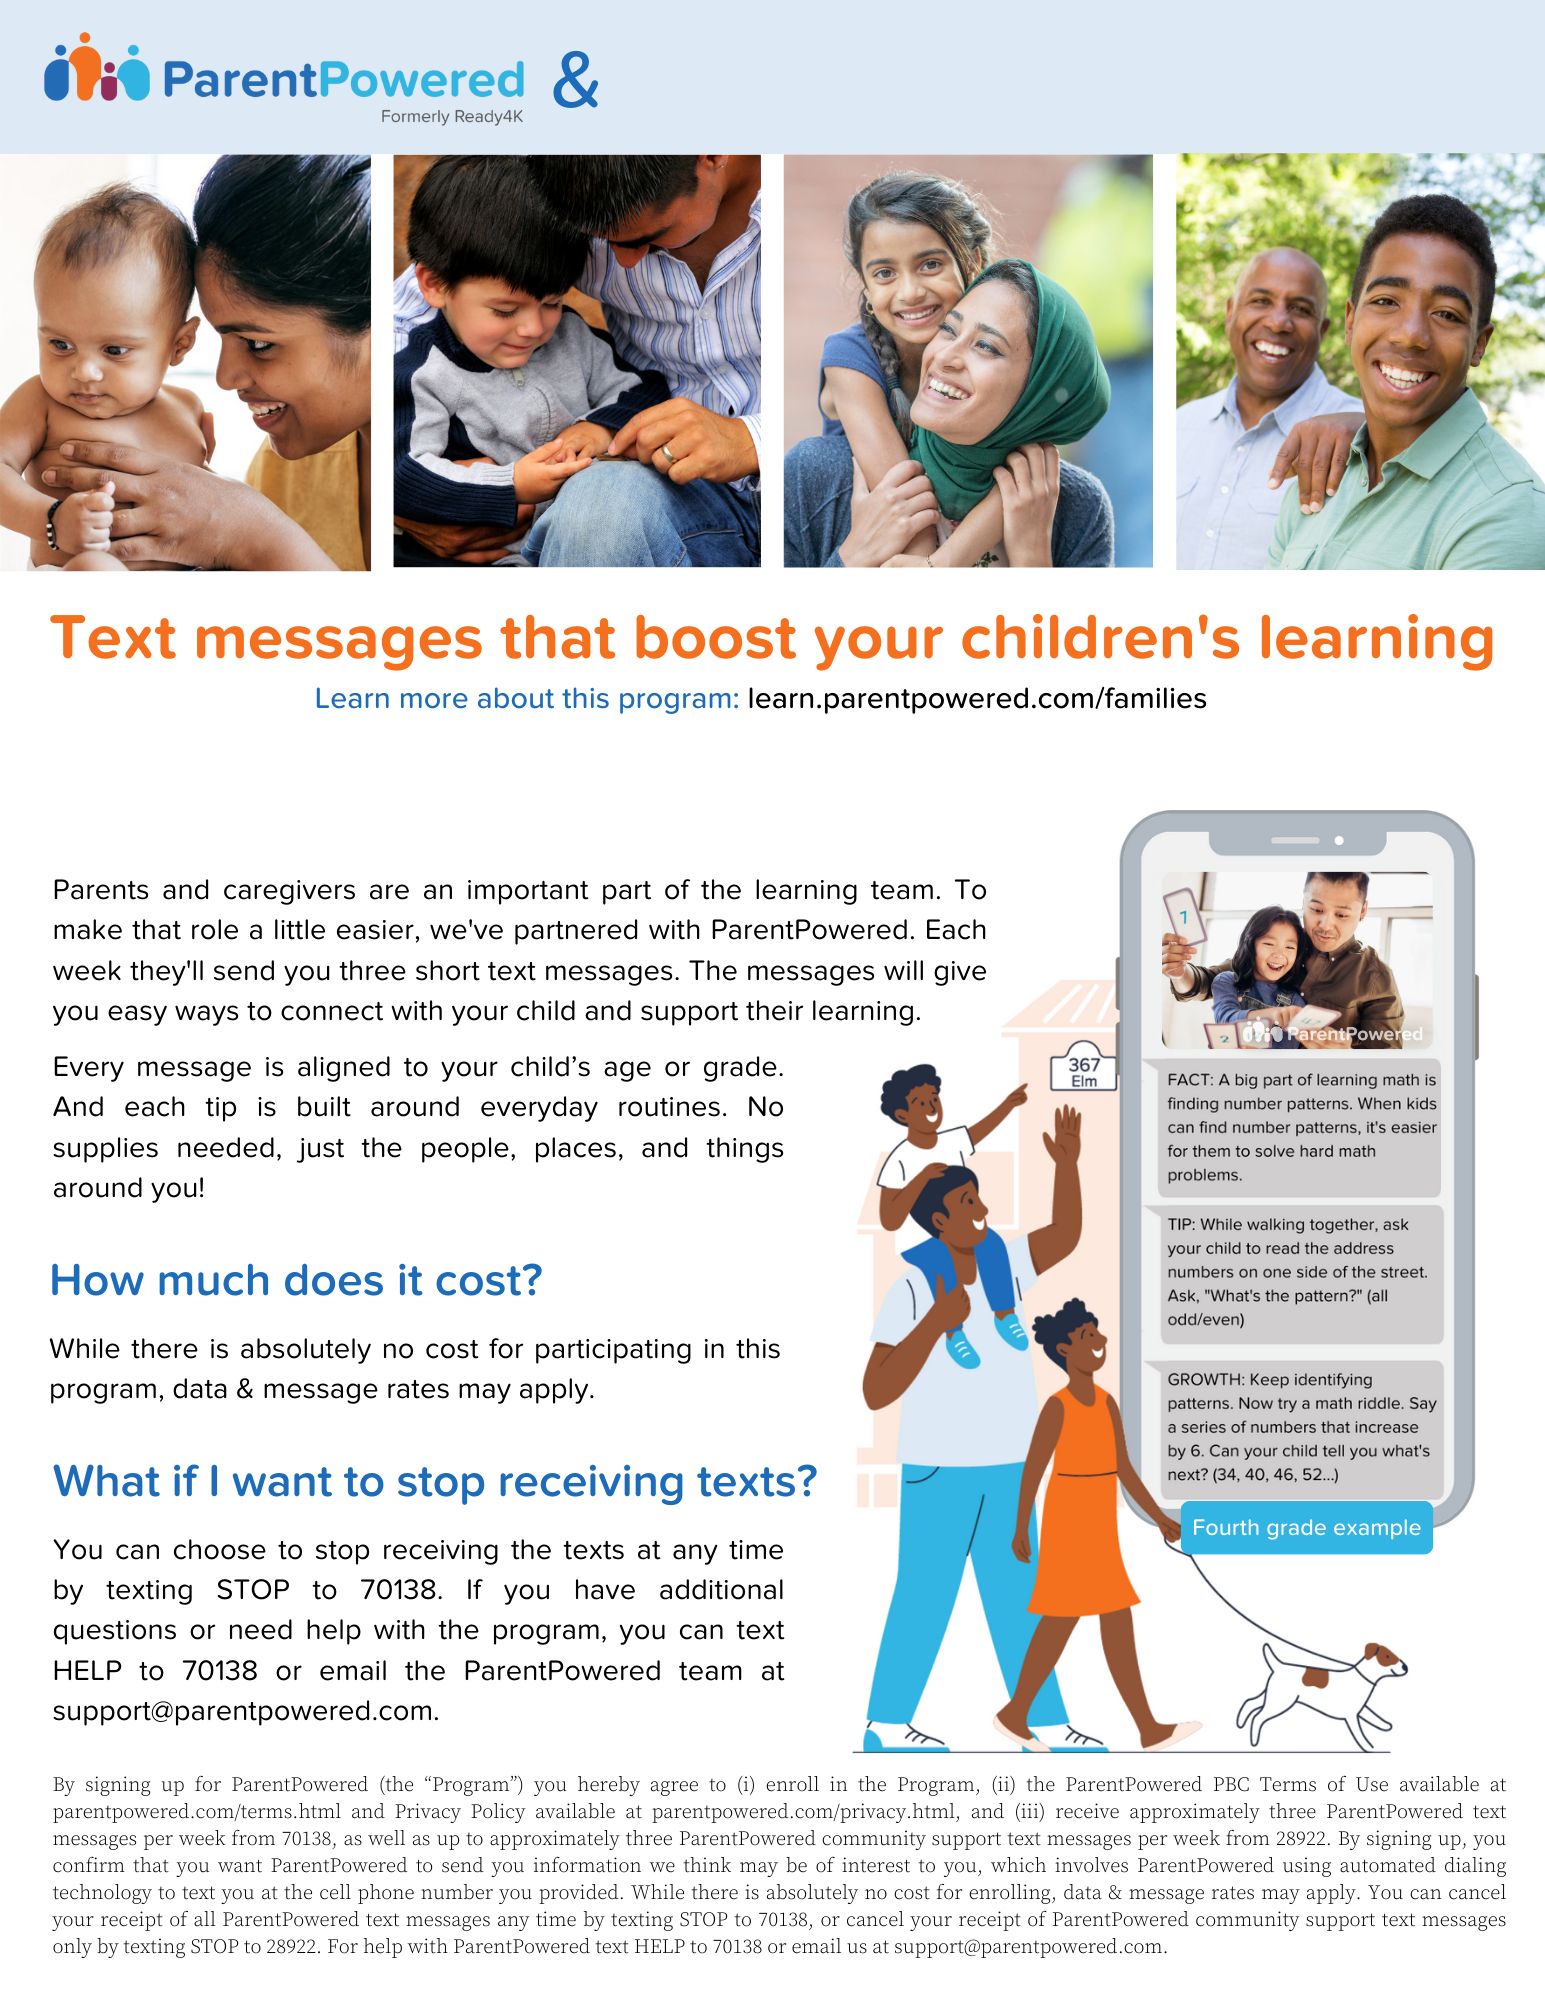 ParentPowered &
Formerly Ready4K
Text messages that boost your children's learning
Learn more about this program: learn.parentpowered.com/families
Parents and caregivers are an important part of the learning team. To
make that role a little easier, we've partnered with ParentPowered. Each
week they'll send you three short text messages. The messages will give
you easy ways to connect with your child and support their learning.
Every message is aligned to your child’s age or grade.
And each tip is built around everyday routines. No
supplies needed, just the people, places, and things
around you!
How much does it cost?
While there is absolutely no cost for participating in this
program, data & message rates may apply.
What if I want to stop receiving texts?
You can choose to stop receiving the texts at any time
by texting STOP to 70138. If you have additional
questions or need help with the program, you can text
HELP to 70138 or email the ParentPowered team at
support@parentpowered.com.
367
Elm
1
2
4
ParentPowered
FACT: A big part of learning math is
finding number patterns. When kids
can find number patterns, it's easier
for them to solve hard math
problems.
TIP: While walking together, ask
your child to read the address
numbers on one side of the street.
Ask, "What's the pattern?" (all
odd/even)
GROWTH: Keep identifying
patterns. Now try a math riddle. Say
a series of numbers that increase
by 6. Can your child tell you what's
next? (34, 40, 46, 52...)
Fourth grade example
By signing up for ParentPowered (the “Program”) you hereby agree to (i) enroll in the Program, (ii) the ParentPowered PBC Terms of Use available at
parentpowered.com/terms.html and Privacy Policy available at parentpowered.com/privacy.html, and (iii) receive approximately three ParentPowered text
messages per week from 70138, as well as up to approximately three ParentPowered community support text messages per week from 28922. By signing up, you
confirm that you want ParentPowered to send you information we think may be of interest to you, which involves ParentPowered using automated dialing
technology to text you at the cell phone number you provided. While there is absolutely no cost for enrolling, data & message rates may apply. You can cancel
your receipt of all ParentPowered text messages any time by texting STOP to 70138, or cancel your receipt of ParentPowered community support text messages
only by texting STOP to 28922. For help with ParentPowered text HELP to 70138 or email us at support@parentpowered.com.